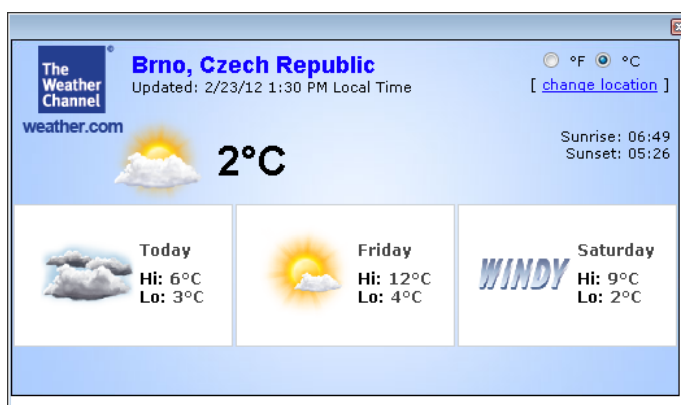 The
Weather
Channel
weather.com
Brno, Czech Republic
Updated: 2/23/12 1:30 PM Local Time
°F °C
[ change location ]
2°C
Sunrise: 06:49
Sunset: 05:26
Today
Hi: 6°C
Lo: 3°C
Friday
Hi: 12°C
Lo: 4°C
WINDY
Saturday
Hi: 9°C
Lo: 2°C